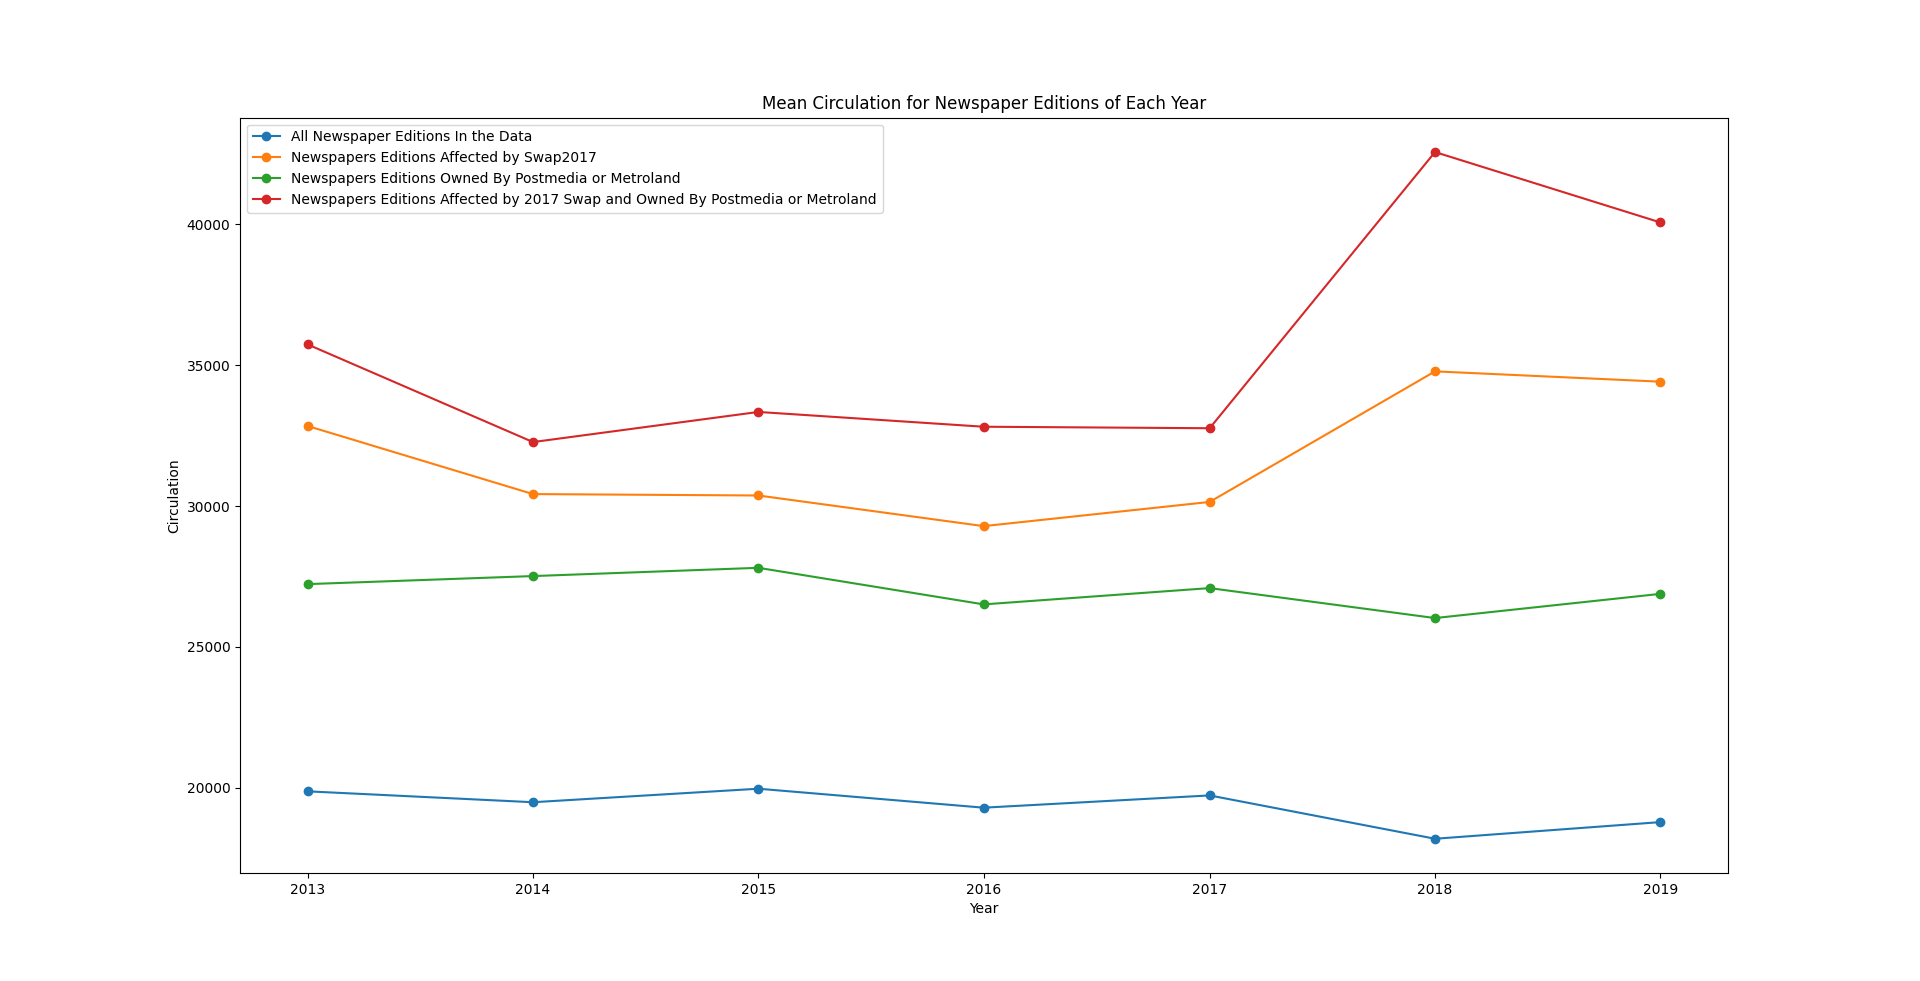 Mean Circulation for Newspaper Editions of Each Year
All Newspaper Editions In the Data
Newspapers Editions Affected by Swap2017
Newspapers Editions Owned By Postmedia or Metroland
Newspapers Editions Affected by 2017 Swap and Owned By Postmedia or Metroland
40000
35000
30000
25000
20000
Circulation
2013 2014 2015 2016 2017 2018 2019
Year